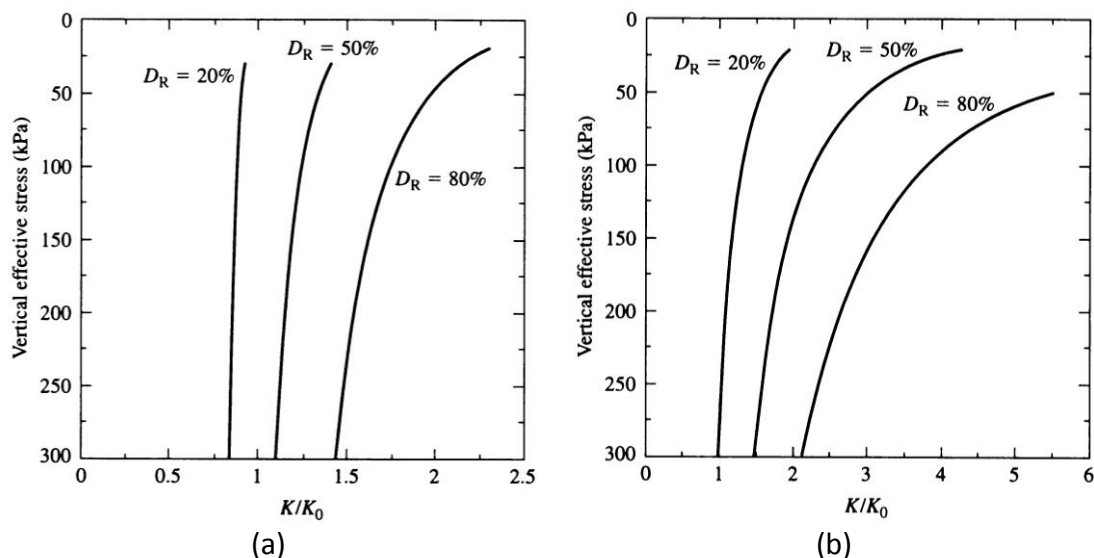 0
50
100
150
200
250
300
Vertical effective stress (kPa)
D_R = 20%
D_R = 50%
D_R = 80%
0
0.5
1
1.5
2
2.5
K/K_0
(a)
0
50
100
150
200
250
300
Vertical effective stress (kPa)
D_R = 20%
D_R = 50%
D_R = 80%
0
1
2
3
4
5
6
K/K_0
(b)